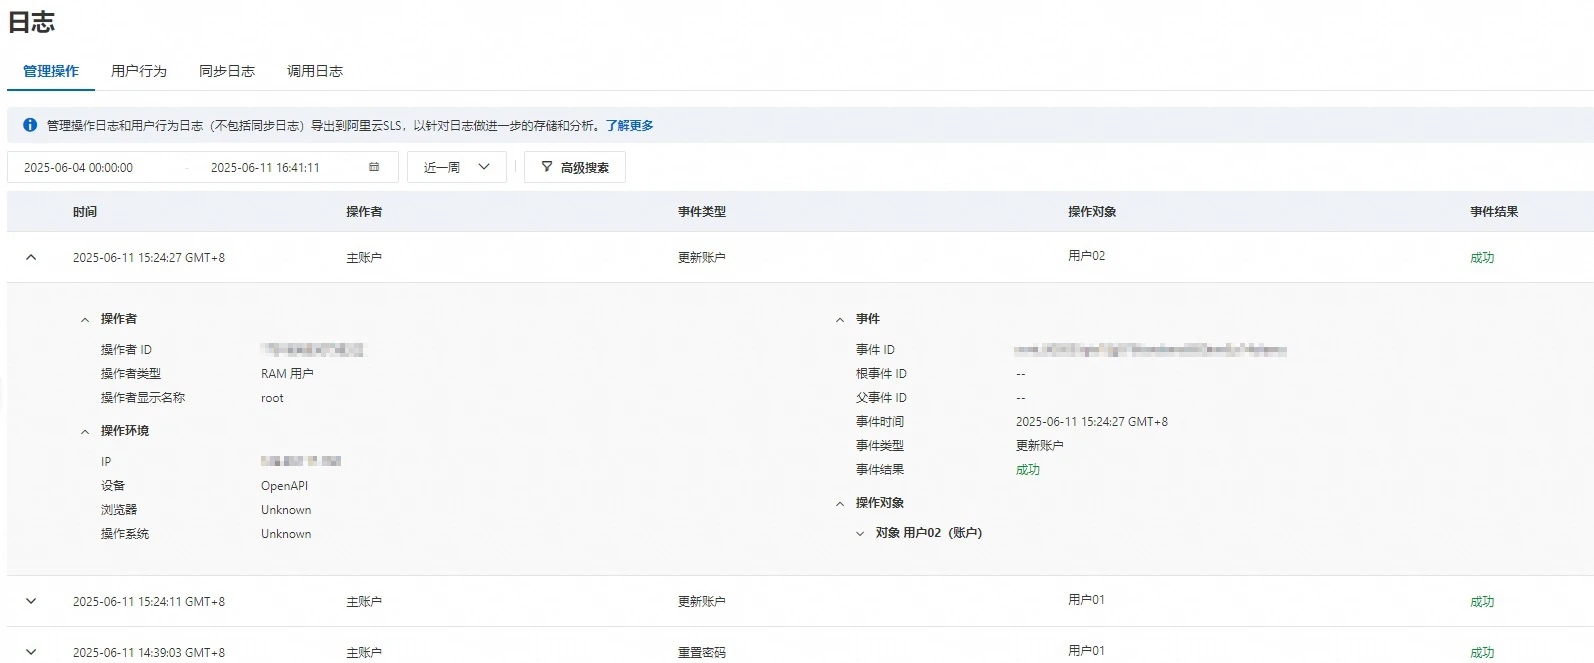 日志
管理操作 用户行为 同步日志 调用日志
管理操作日志和用户行为日志（不包括同步日志）导出到阿里云SLS，以针对日志做进一步的存储和分析。了解更多
2025-06-04 00:00:00 - 2025-06-11 16:41:11 近一周 高级搜索
时间 操作者 事件类型 操作对象 事件结果
2025-06-11 15:24:27 GMT+8 主账户 更新账户 用户02 成功
操作者
操作者 ID
操作者类型 RAM 用户
操作者显示名称 root
操作环境
IP
设备 OpenAPI
浏览器 Unknown
操作系统 Unknown
事件
事件 ID
根事件 ID --
父事件 ID --
事件时间 2025-06-11 15:24:27 GMT+8
事件类型 更新账户
事件结果 成功
操作对象
对象 用户02（账户）
2025-06-11 15:24:11 GMT+8 主账户 更新账户 用户01 成功
2025-06-11 14:39:03 GMT+8 主账户 重置密码 用户01 成功